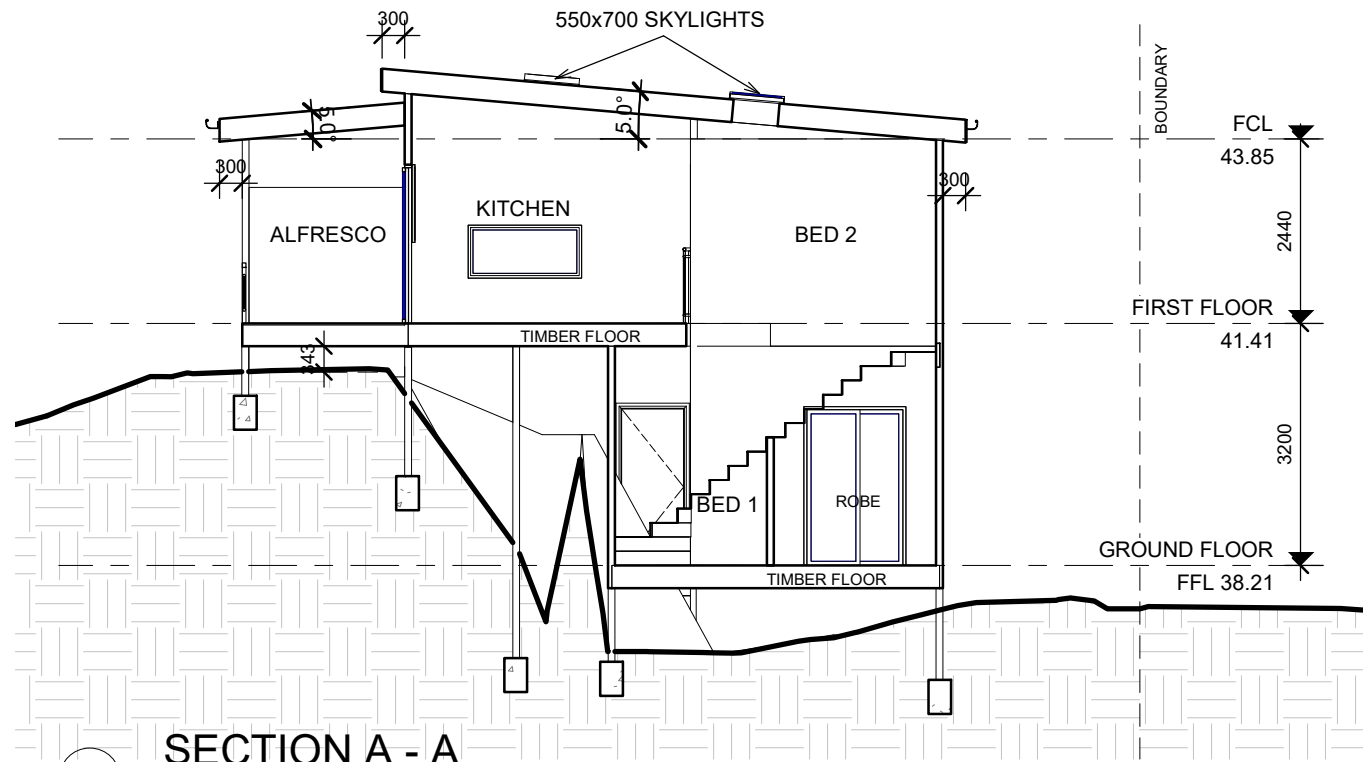 300
550x700 SKYLIGHTS
BOUNDARY
5.0°
5.0°
FCL
43.85
300
300
KITCHEN
ALFRESCO
BED 2
2440
FIRST FLOOR
41.41
TIMBER FLOOR
343
3200
BED 1
ROBE
GROUND FLOOR
FFL 38.21
TIMBER FLOOR
SECTION A - A